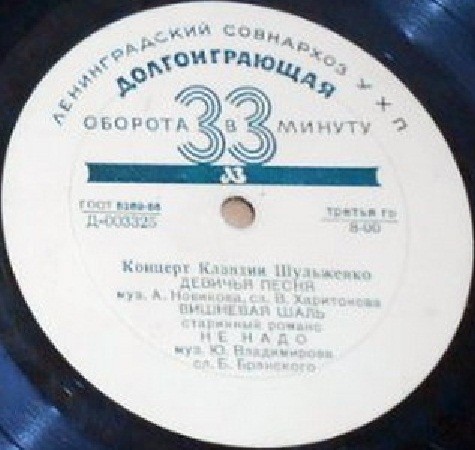 ЛЕНИНГРАДСКИЙ СОВНАРХОЗ УХП
ДОЛГОИГРАЮЩАЯ
ОБОРОТА 33 В МИНУТУ
ГОСТ 5289-56
Д-003325
третья гр
8-00
Концерт Клавдии Шульженко
ДЕВИЧЬЯ ПЕСНЯ
муз. А. Новикова, сл. В. Харитонова
ВИШНЕВАЯ ШАЛЬ
старинный романс
НЕ НАДО
муз. Ю. Владимирова
сл. Б. Брянского